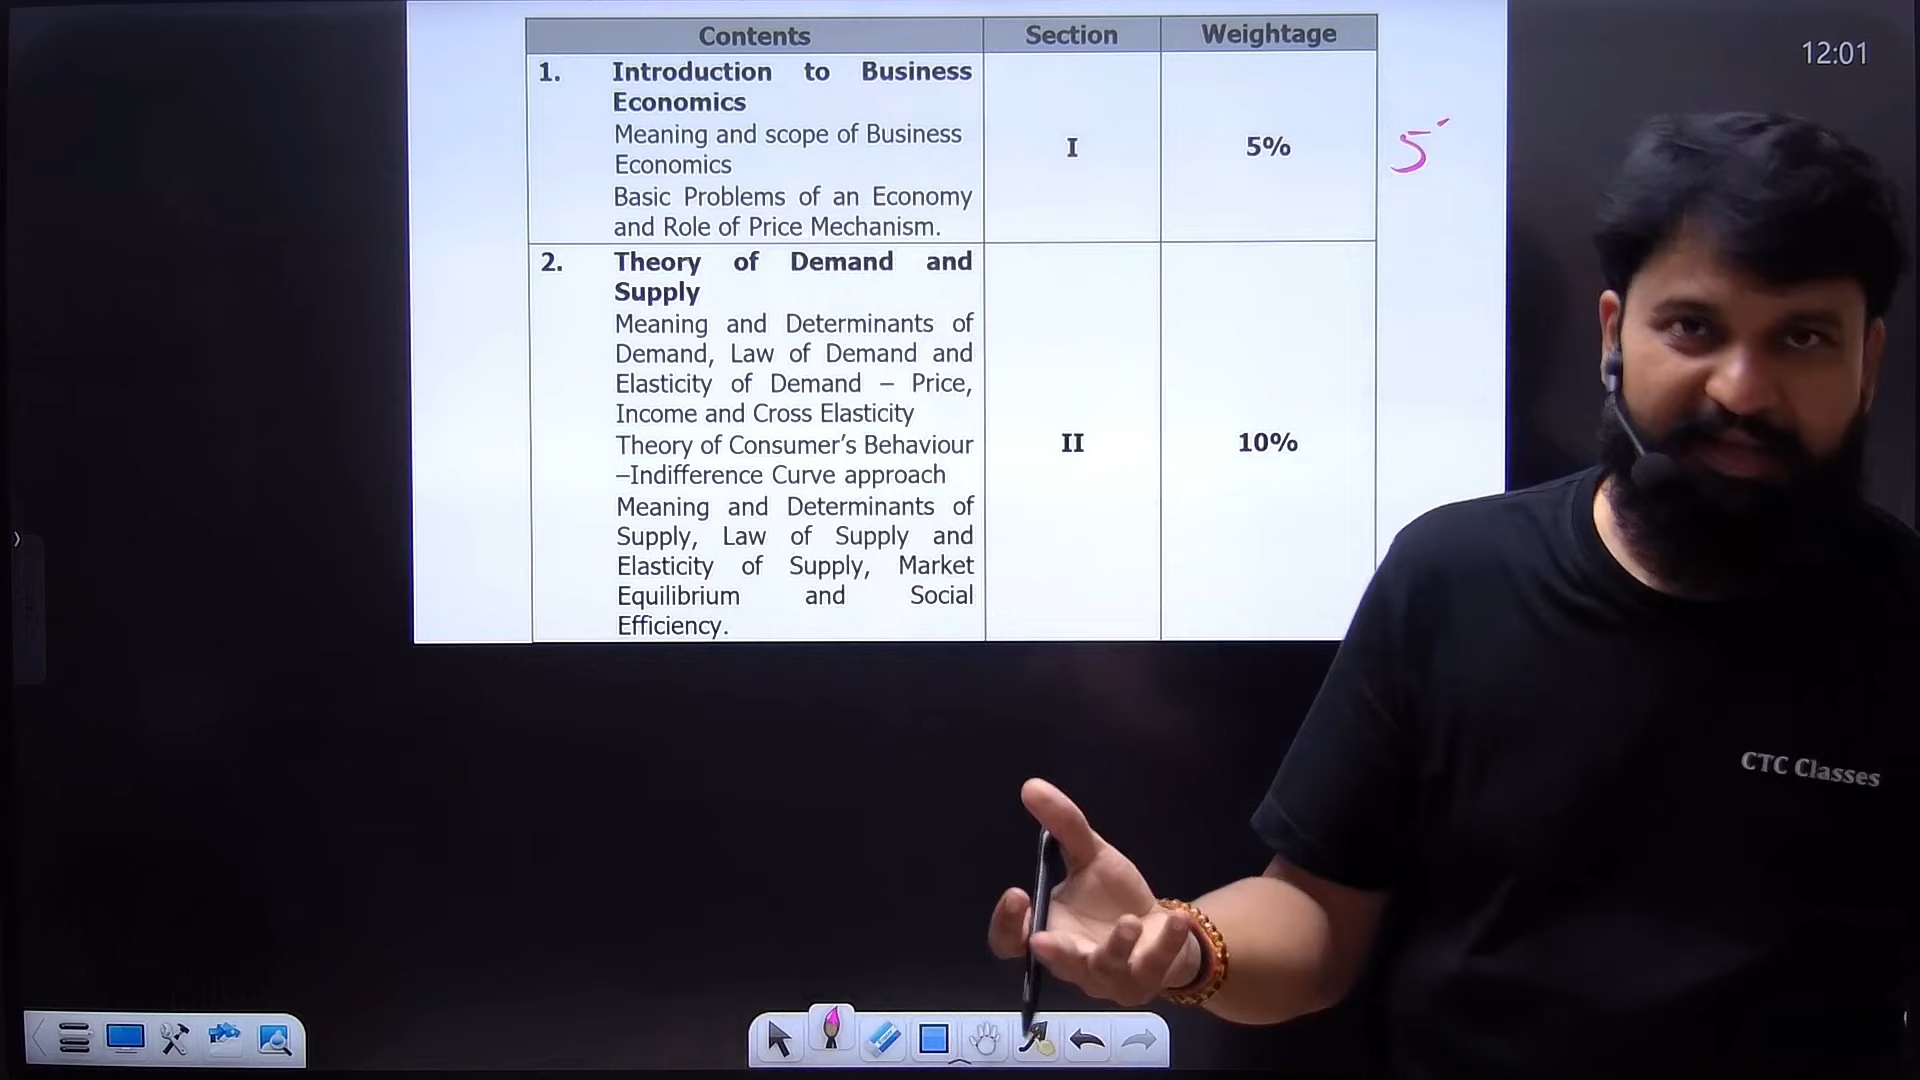 Contents Section Weightage
12:01
1. Introduction to Business
Economics
Meaning and scope of Business
Economics
Basic Problems of an Economy
and Role of Price Mechanism.
I
5%
5
2. Theory of Demand and
Supply
Meaning and Determinants of
Demand, Law of Demand and
Elasticity of Demand – Price,
Income and Cross Elasticity
Theory of Consumer’s Behaviour
–Indifference Curve approach
Meaning and Determinants of
Supply, Law of Supply and
Elasticity of Supply, Market
Equilibrium and Social
Efficiency.
II
10%
CTC Classes